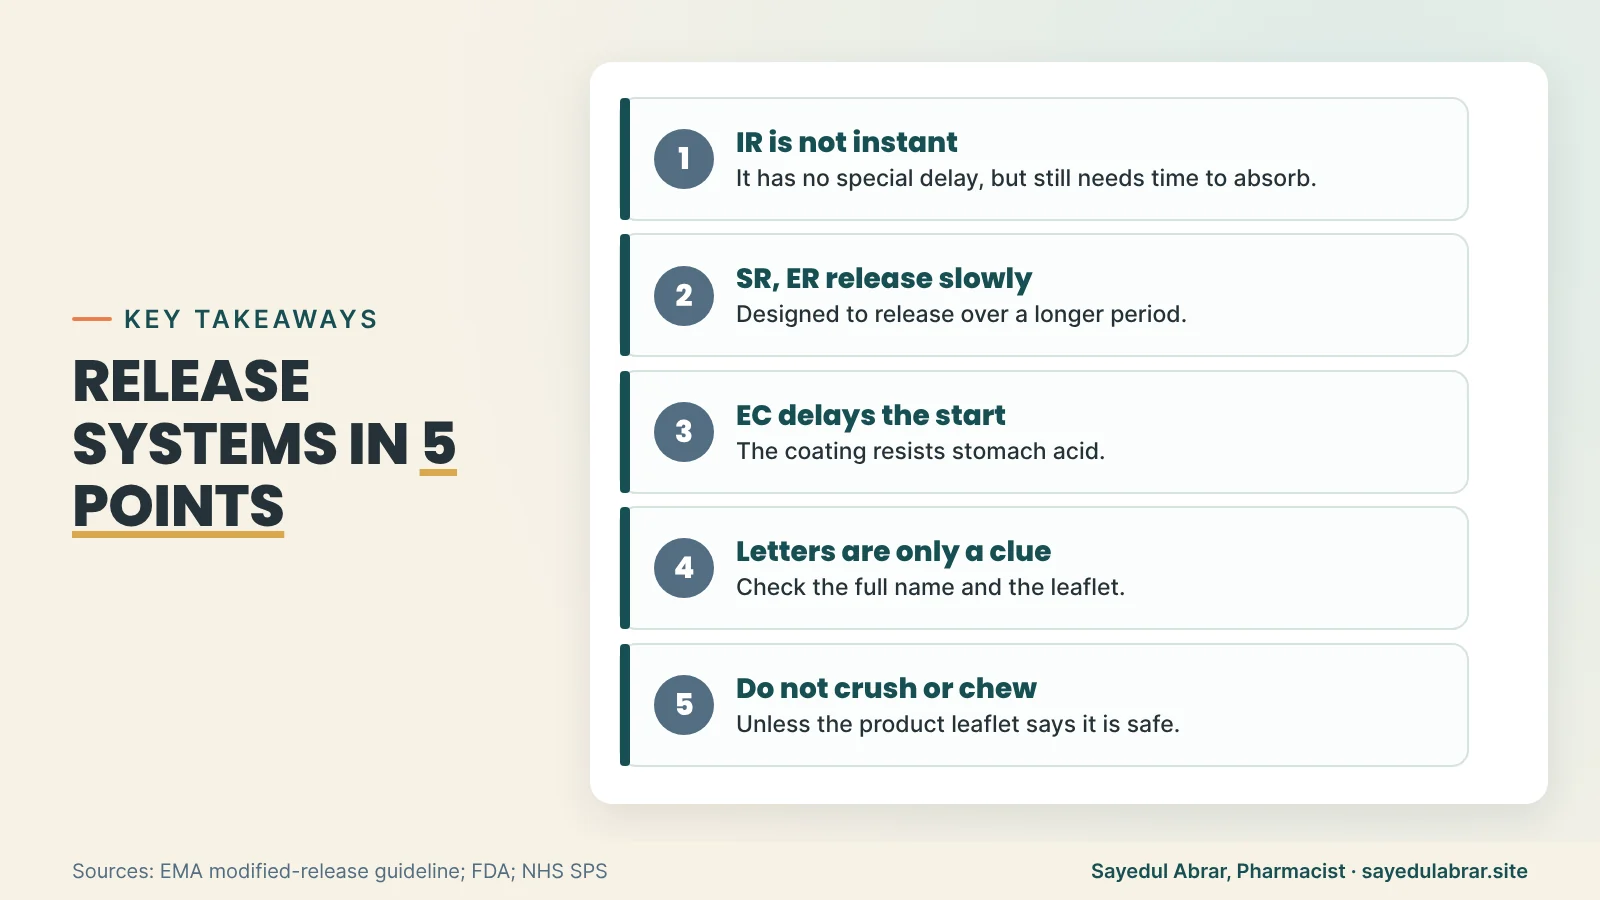 KEY TAKEAWAYS
RELEASE
SYSTEMS IN 5
POINTS
1
IR is not instant
It has no special delay, but still needs time to absorb.
2
SR, ER release slowly
Designed to release over a longer period.
3
EC delays the start
The coating resists stomach acid.
4
Letters are only a clue
Check the full name and the leaflet.
5
Do not crush or chew
Unless the product leaflet says it is safe.
Sources: EMA modified-release guideline; FDA; NHS SPS
Sayedul Abrar, Pharmacist · sayedulabrar.site